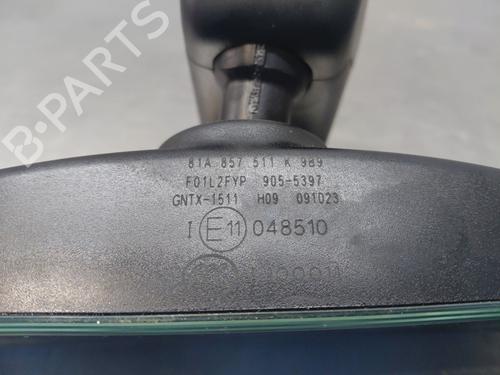 B-PARTS
81A 857 511 K 9B9
F01L2FYP 905-5397
GNTX-1511 H09 091023
I E11 048510